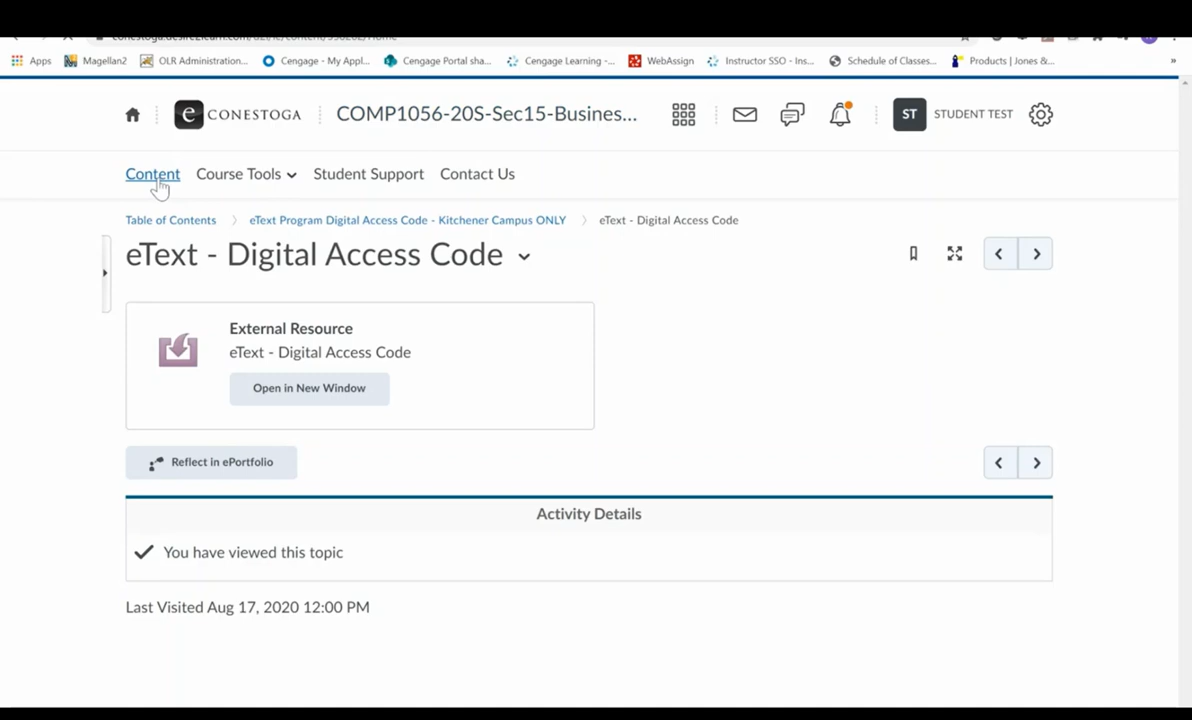 Apps Magellan2 OLR Administration... Cengage - My Appl... Cengage Portal sha... Cengage Learning -... WebAssign Instructor SSO - Ins... Schedule of Classes... Products | Jones &... »
e CONESTOGA COMP1056-20S-Sec15-Busines... ST STUDENT TEST
Content Course Tools Student Support Contact Us
Table of Contents eText Program Digital Access Code - Kitchener Campus ONLY eText - Digital Access Code
eText - Digital Access Code
External Resource
eText - Digital Access Code
Open in New Window
Reflect in ePortfolio
Activity Details
You have viewed this topic
Last Visited Aug 17, 2020 12:00 PM